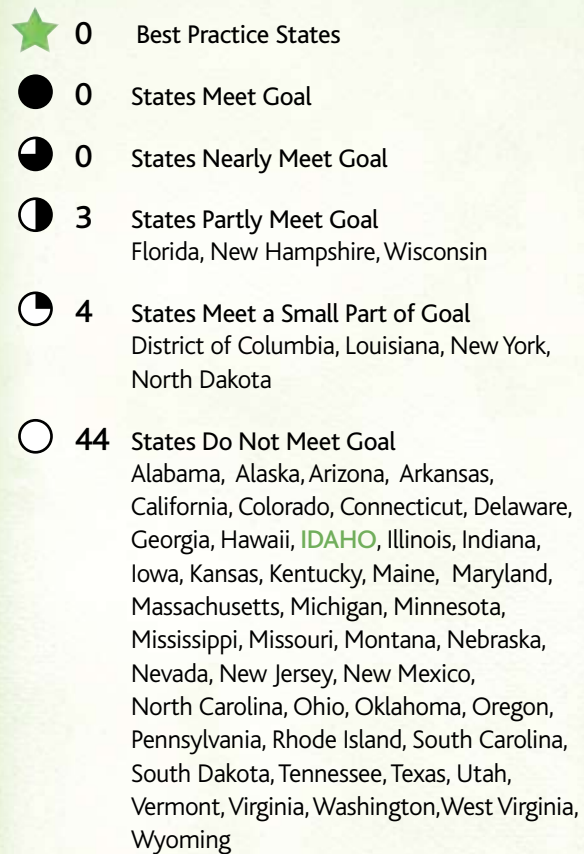 0 Best Practice States
0 States Meet Goal
0 States Nearly Meet Goal
3 States Partly Meet Goal
Florida, New Hampshire, Wisconsin
4 States Meet a Small Part of Goal
District of Columbia, Louisiana, New York,
North Dakota
44 States Do Not Meet Goal
Alabama, Alaska, Arizona, Arkansas,
California, Colorado, Connecticut, Delaware,
Georgia, Hawaii, IDAHO, Illinois, Indiana,
Iowa, Kansas, Kentucky, Maine, Maryland,
Massachusetts, Michigan, Minnesota,
Mississippi, Missouri, Montana, Nebraska,
Nevada, New Jersey, New Mexico,
North Carolina, Ohio, Oklahoma, Oregon,
Pennsylvania, Rhode Island, South Carolina,
South Dakota, Tennessee, Texas, Utah,
Vermont, Virginia, Washington,West Virginia,
Wyoming